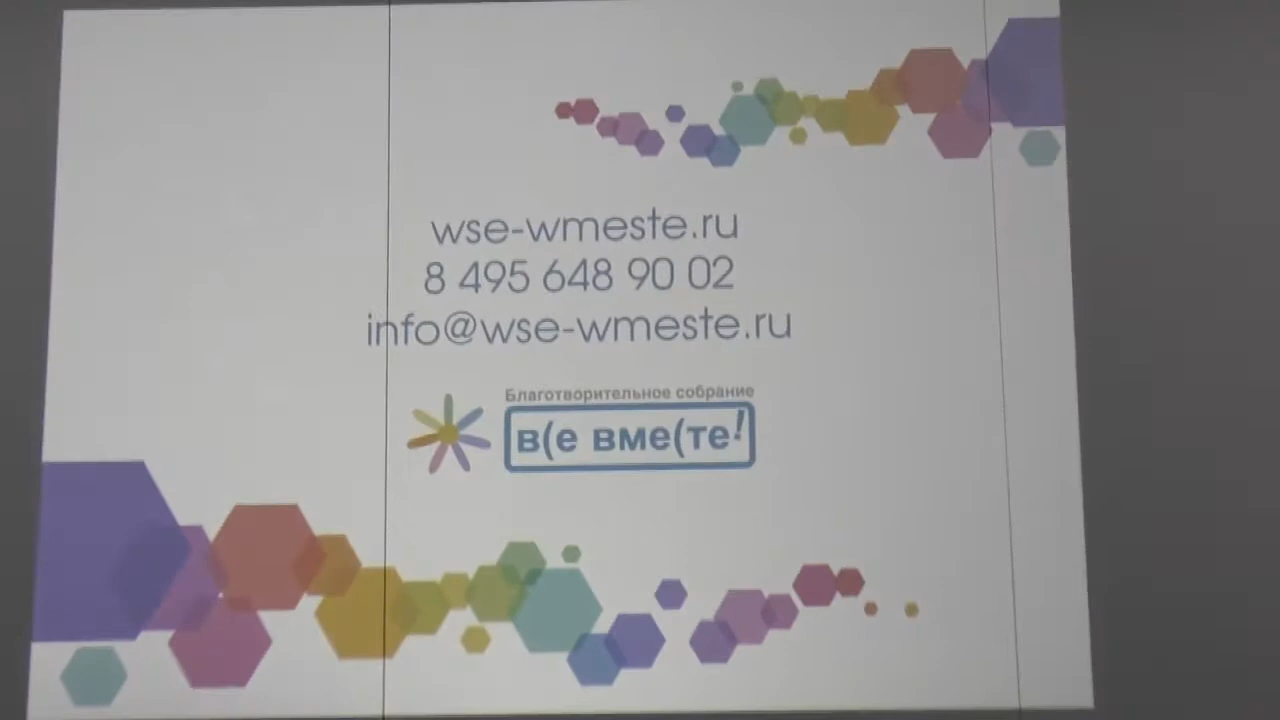 wse-wmeste.ru
8 495 648 90 02
info@wse-wmeste.ru
Благотворительное собрание
в(е вме(те!